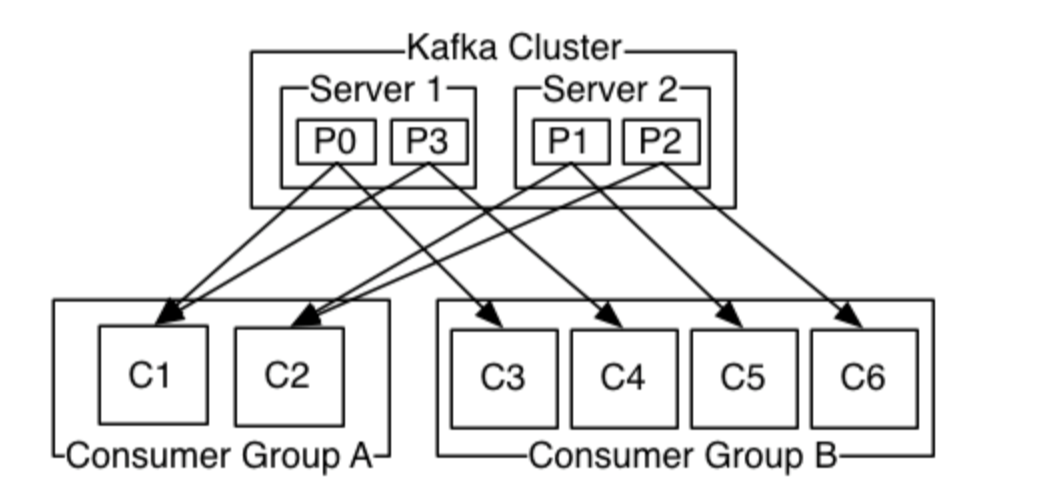 Kafka Cluster
Server 1 Server 2
P0 P3 P1 P2
C1 C2 C3 C4 C5 C6
Consumer Group A Consumer Group B